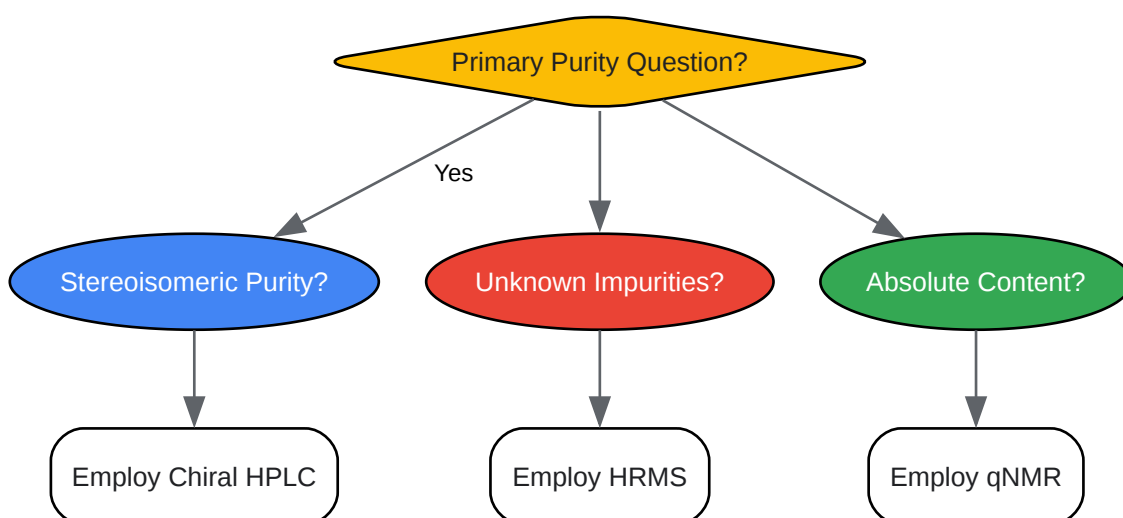 Primary Purity Question?
Yes
Stereoisomeric Purity?
Unknown Impurities?
Absolute Content?
Employ Chiral HPLC
Employ HRMS
Employ qNMR